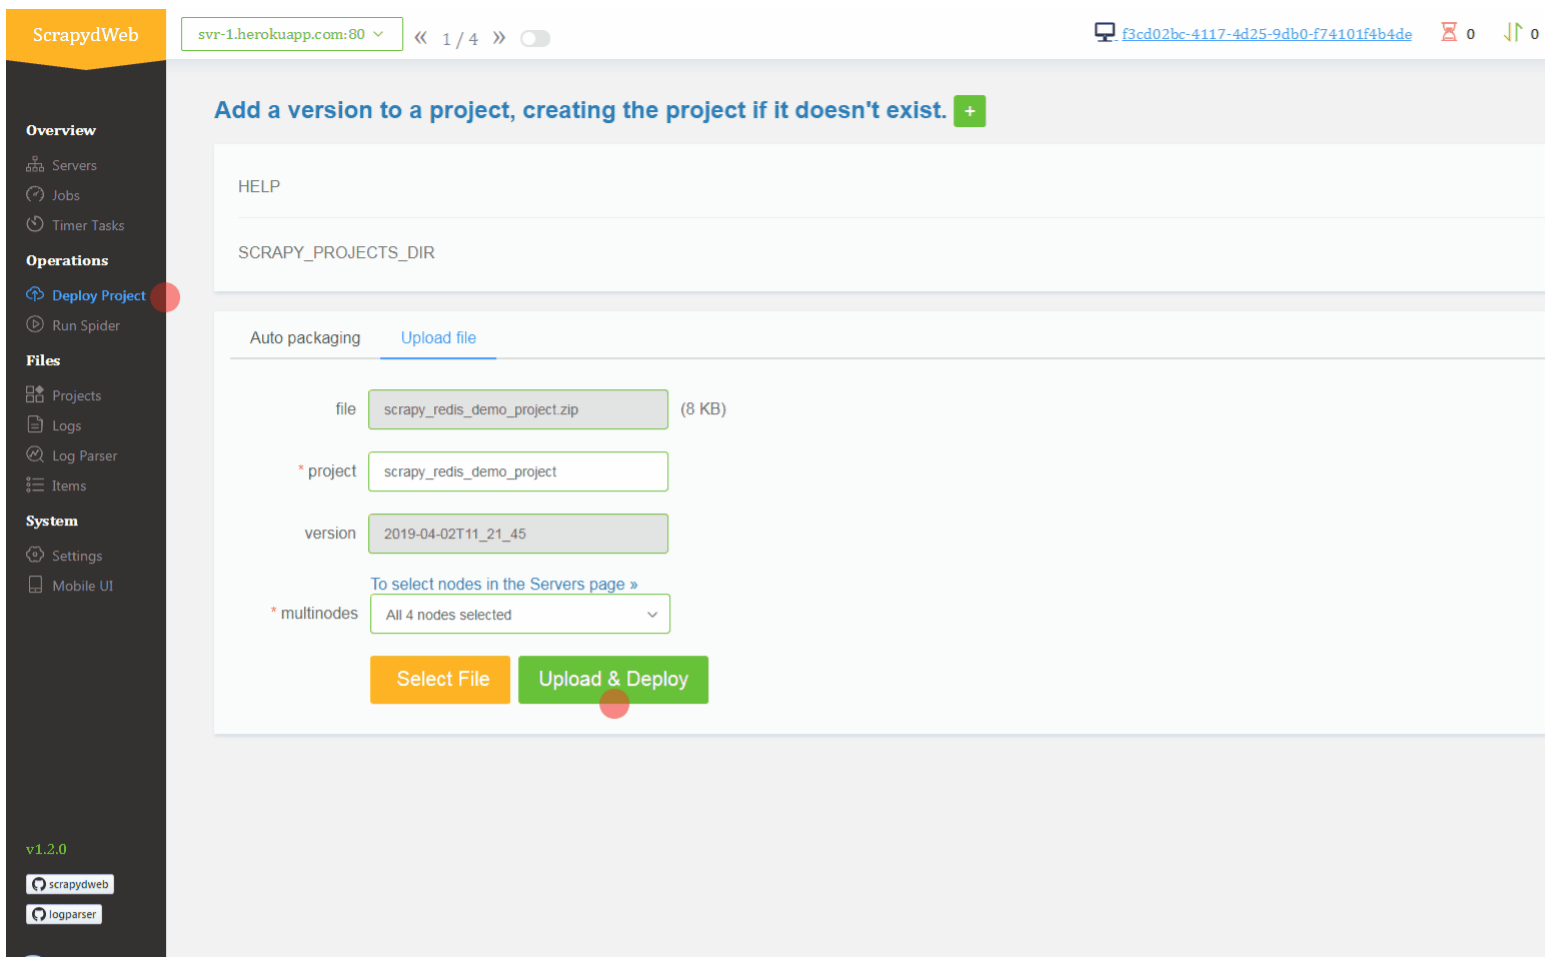 ScrapydWeb
svr-1.herokuapp.com:80
« 1 / 4 »
f3cd02bc-4117-4d25-9db0-f74101f4b4de
0
0
Overview
Servers
Jobs
Timer Tasks
Operations
Deploy Project
Run Spider
Files
Projects
Logs
Log Parser
Items
System
Settings
Mobile UI
v1.2.0
scrapydweb
logparser
Add a version to a project, creating the project if it doesn't exist. +
HELP
SCRAPY_PROJECTS_DIR
Auto packaging Upload file
file scrapy_redis_demo_project.zip (8 KB)
* project scrapy_redis_demo_project
version 2019-04-02T11_21_45
To select nodes in the Servers page »
* multinodes All 4 nodes selected
Select File Upload & Deploy